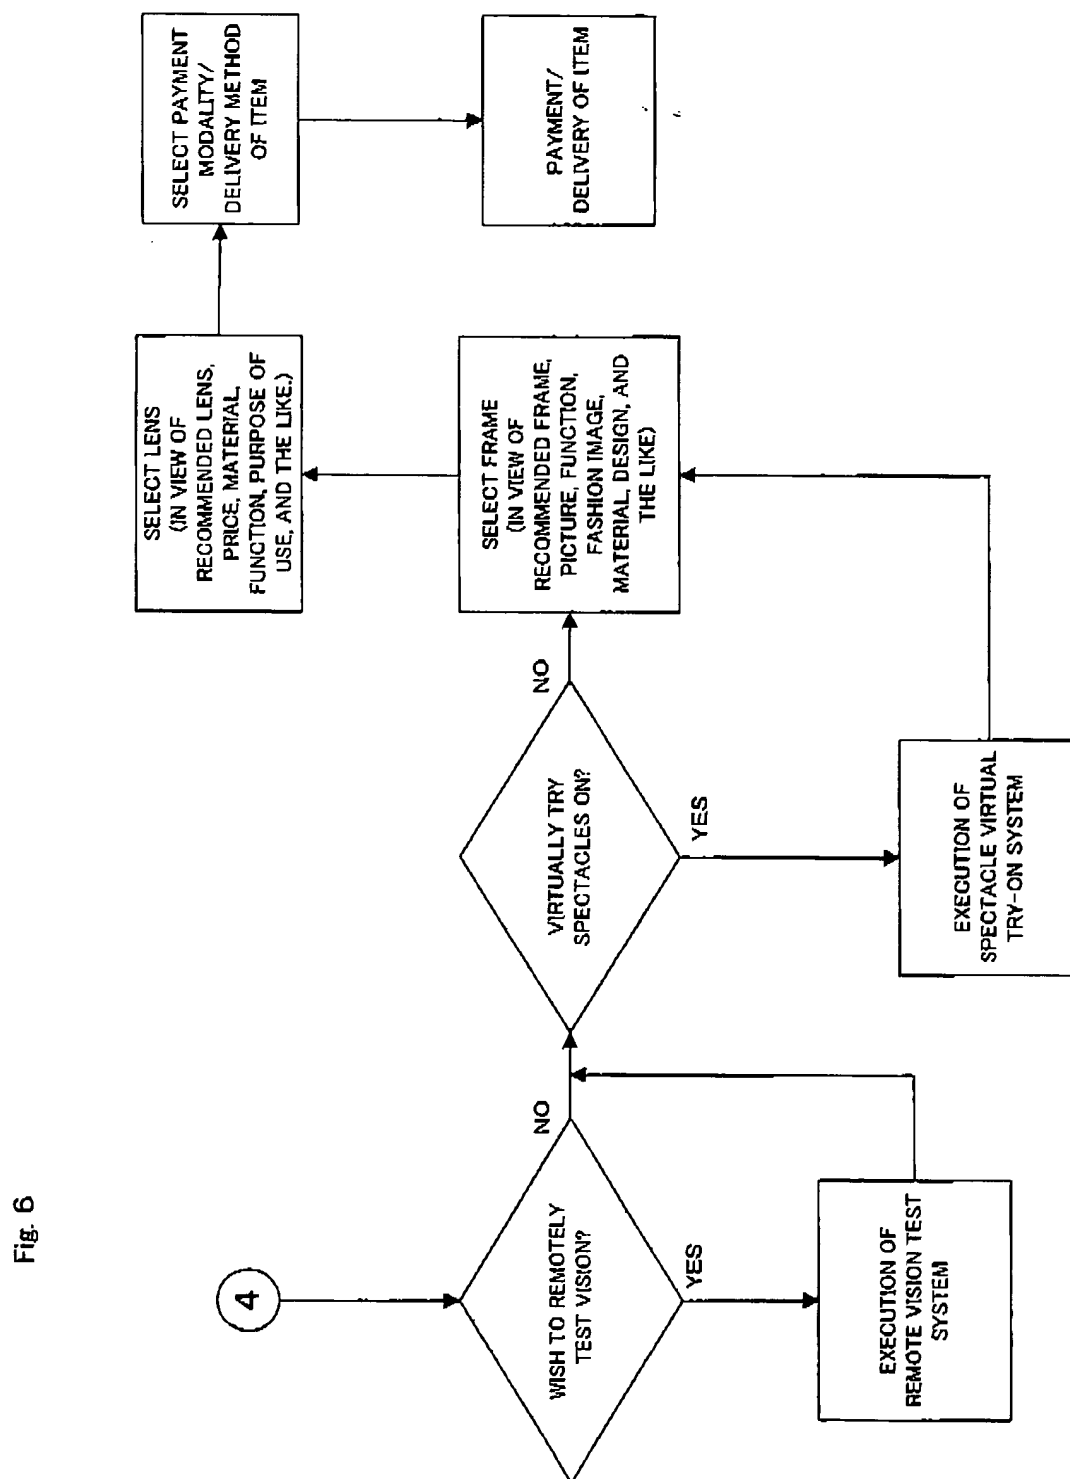 Fig. 6
4
WISH TO REMOTELY
TEST VISION?
NO
YES
EXECUTION OF
REMOTE VISION TEST
SYSTEM
VIRTUALLY TRY
SPECTACLES ON?
NO
YES
EXECUTION OF
SPECTACLE VIRTUAL
TRY-ON SYSTEM
SELECT FRAME
(IN VIEW OF
RECOMMENDED FRAME,
PICTURE, FUNCTION,
FASHION IMAGE,
MATERIAL, DESIGN, AND
THE LIKE)
SELECT LENS
(IN VIEW OF
RECOMMENDED LENS,
PRICE, MATERIAL,
FUNCTION, PURPOSE OF
USE, AND THE LIKE.)
SELECT PAYMENT
MODALITY/
DELIVERY METHOD
OF ITEM
PAYMENT/
DELIVERY OF ITEM